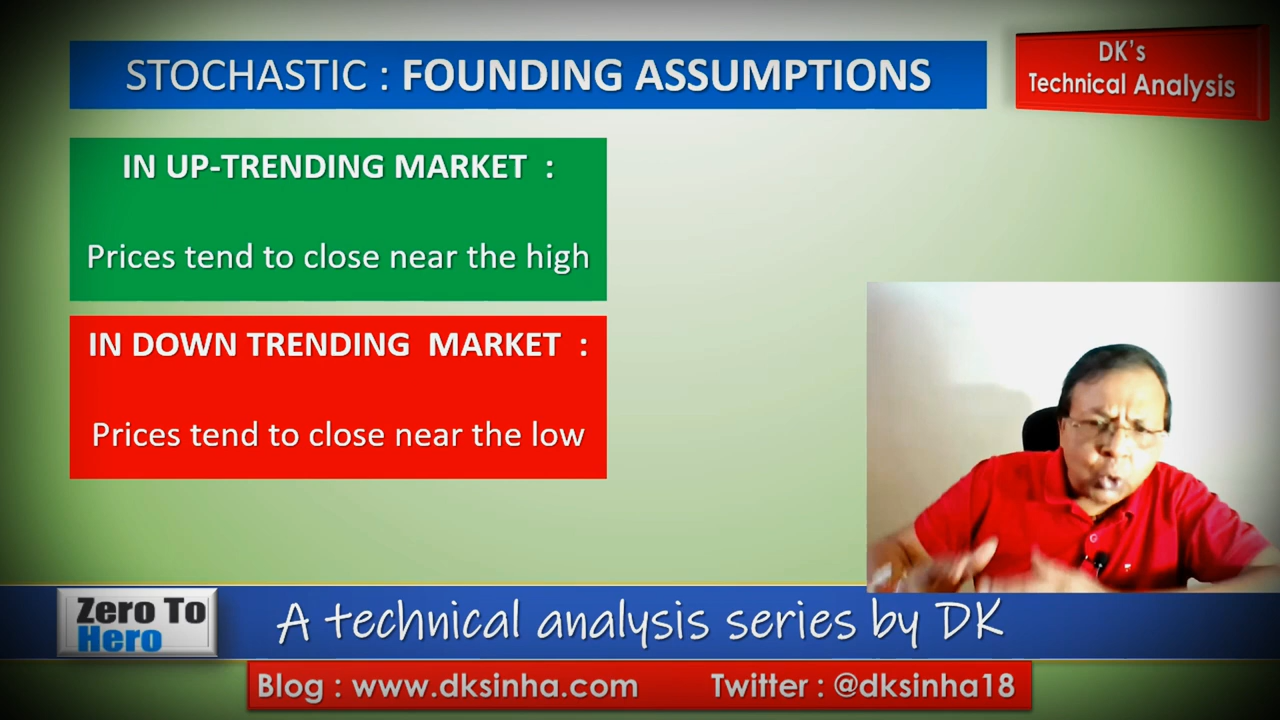 STOCHASTIC : FOUNDING ASSUMPTIONS
DK's
Technical Analysis
IN UP-TRENDING MARKET :
Prices tend to close near the high
IN DOWN TRENDING MARKET :
Prices tend to close near the low
Zero To
Hero
A technical analysis series by DK
Blog : www.dksinha.com Twitter : @dksinha18